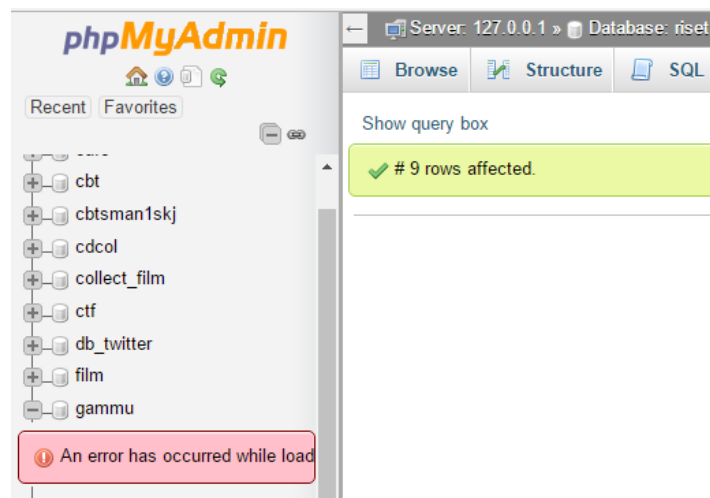 phpMyAdmin
Recent Favorites
cbt
cbtsman1skj
cdcol
collect_film
ctf
db_twitter
film
gammu
An error has occurred while load
Server: 127.0.0.1 » Database: riset
Browse Structure SQL
Show query box
# 9 rows affected.